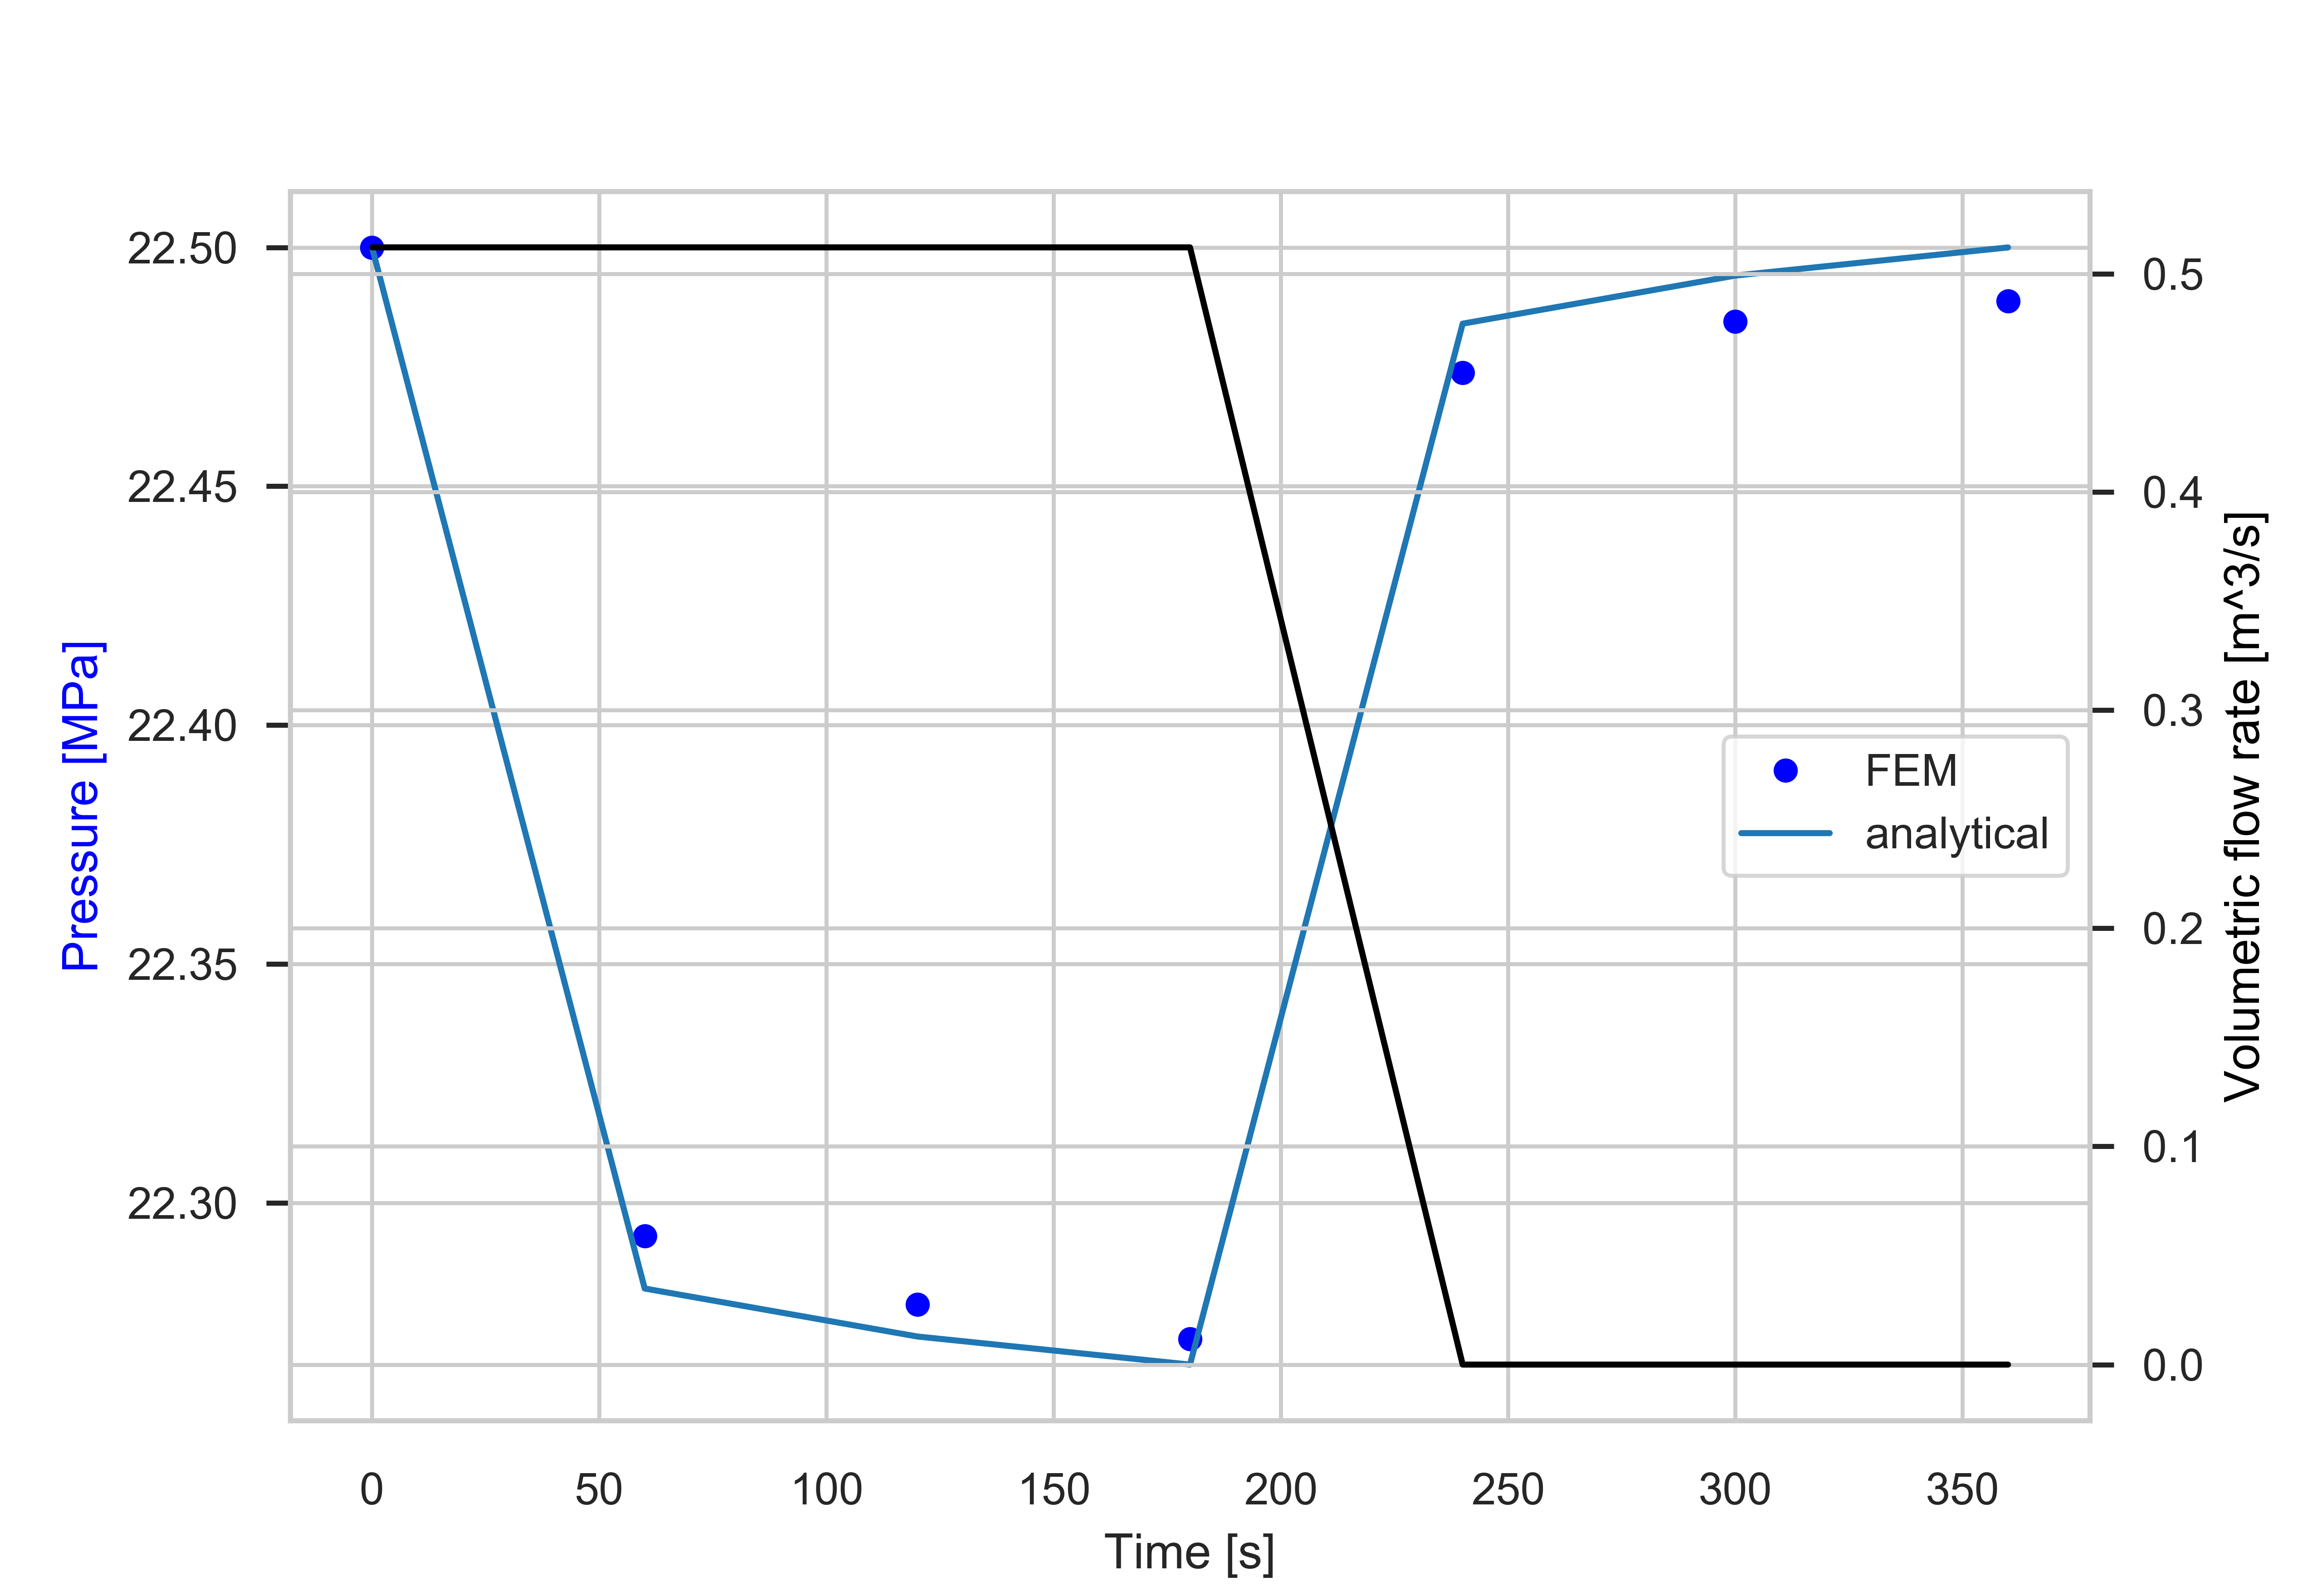 22.50
22.45
22.40
22.35
22.30
Pressure [MPa]
0.5
0.4
0.3
0.2
0.1
0.0
Volumetric flow rate [m^3/s]
FEM
analytical
0 50 100 150 200 250 300 350
Time [s]